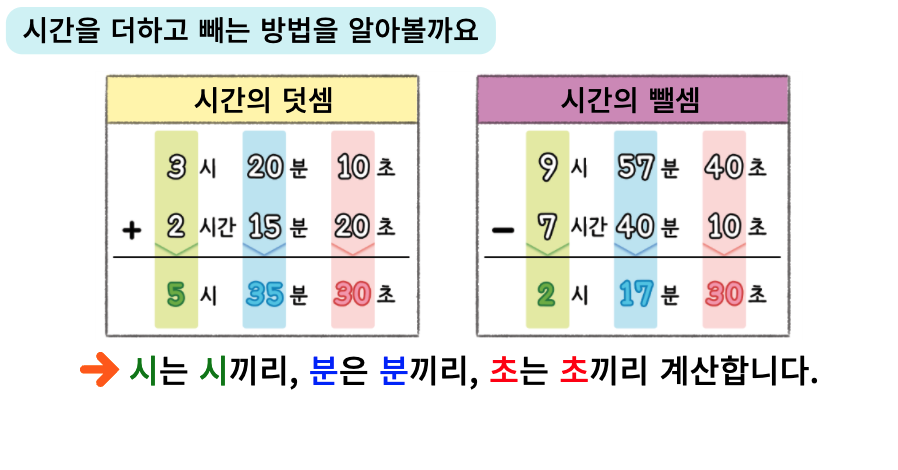 시간을 더하고 빼는 방법을 알아볼까요
시간의 덧셈
3 시 20 분 10 초
+ 2 시간 15 분 20 초
5 시 35 분 30 초
시간의 뺄셈
9 시 57 분 40 초
- 7 시간 40 분 10 초
2 시 17 분 30 초
시는 시끼리, 분은 분끼리, 초는 초끼리 계산합니다.